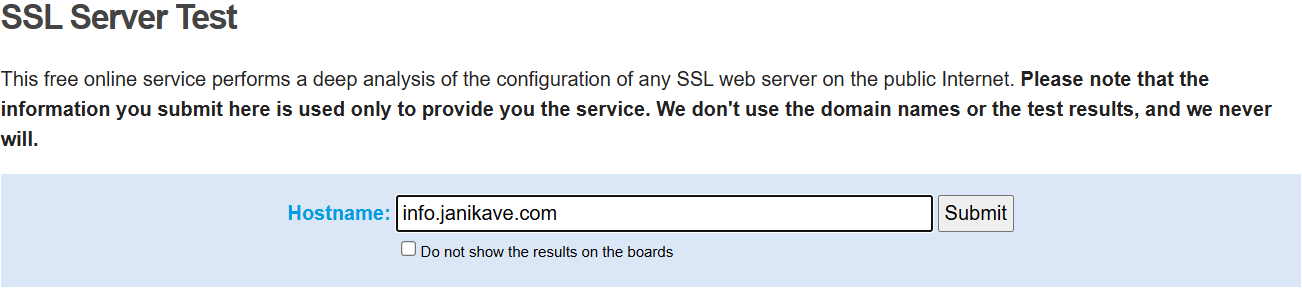 SSL Server Test
This free online service performs a deep analysis of the configuration of any SSL web server on the public Internet. Please note that the
information you submit here is used only to provide you the service. We don't use the domain names or the test results, and we never
will.
Hostname: info.janikave.com Submit
Do not show the results on the boards